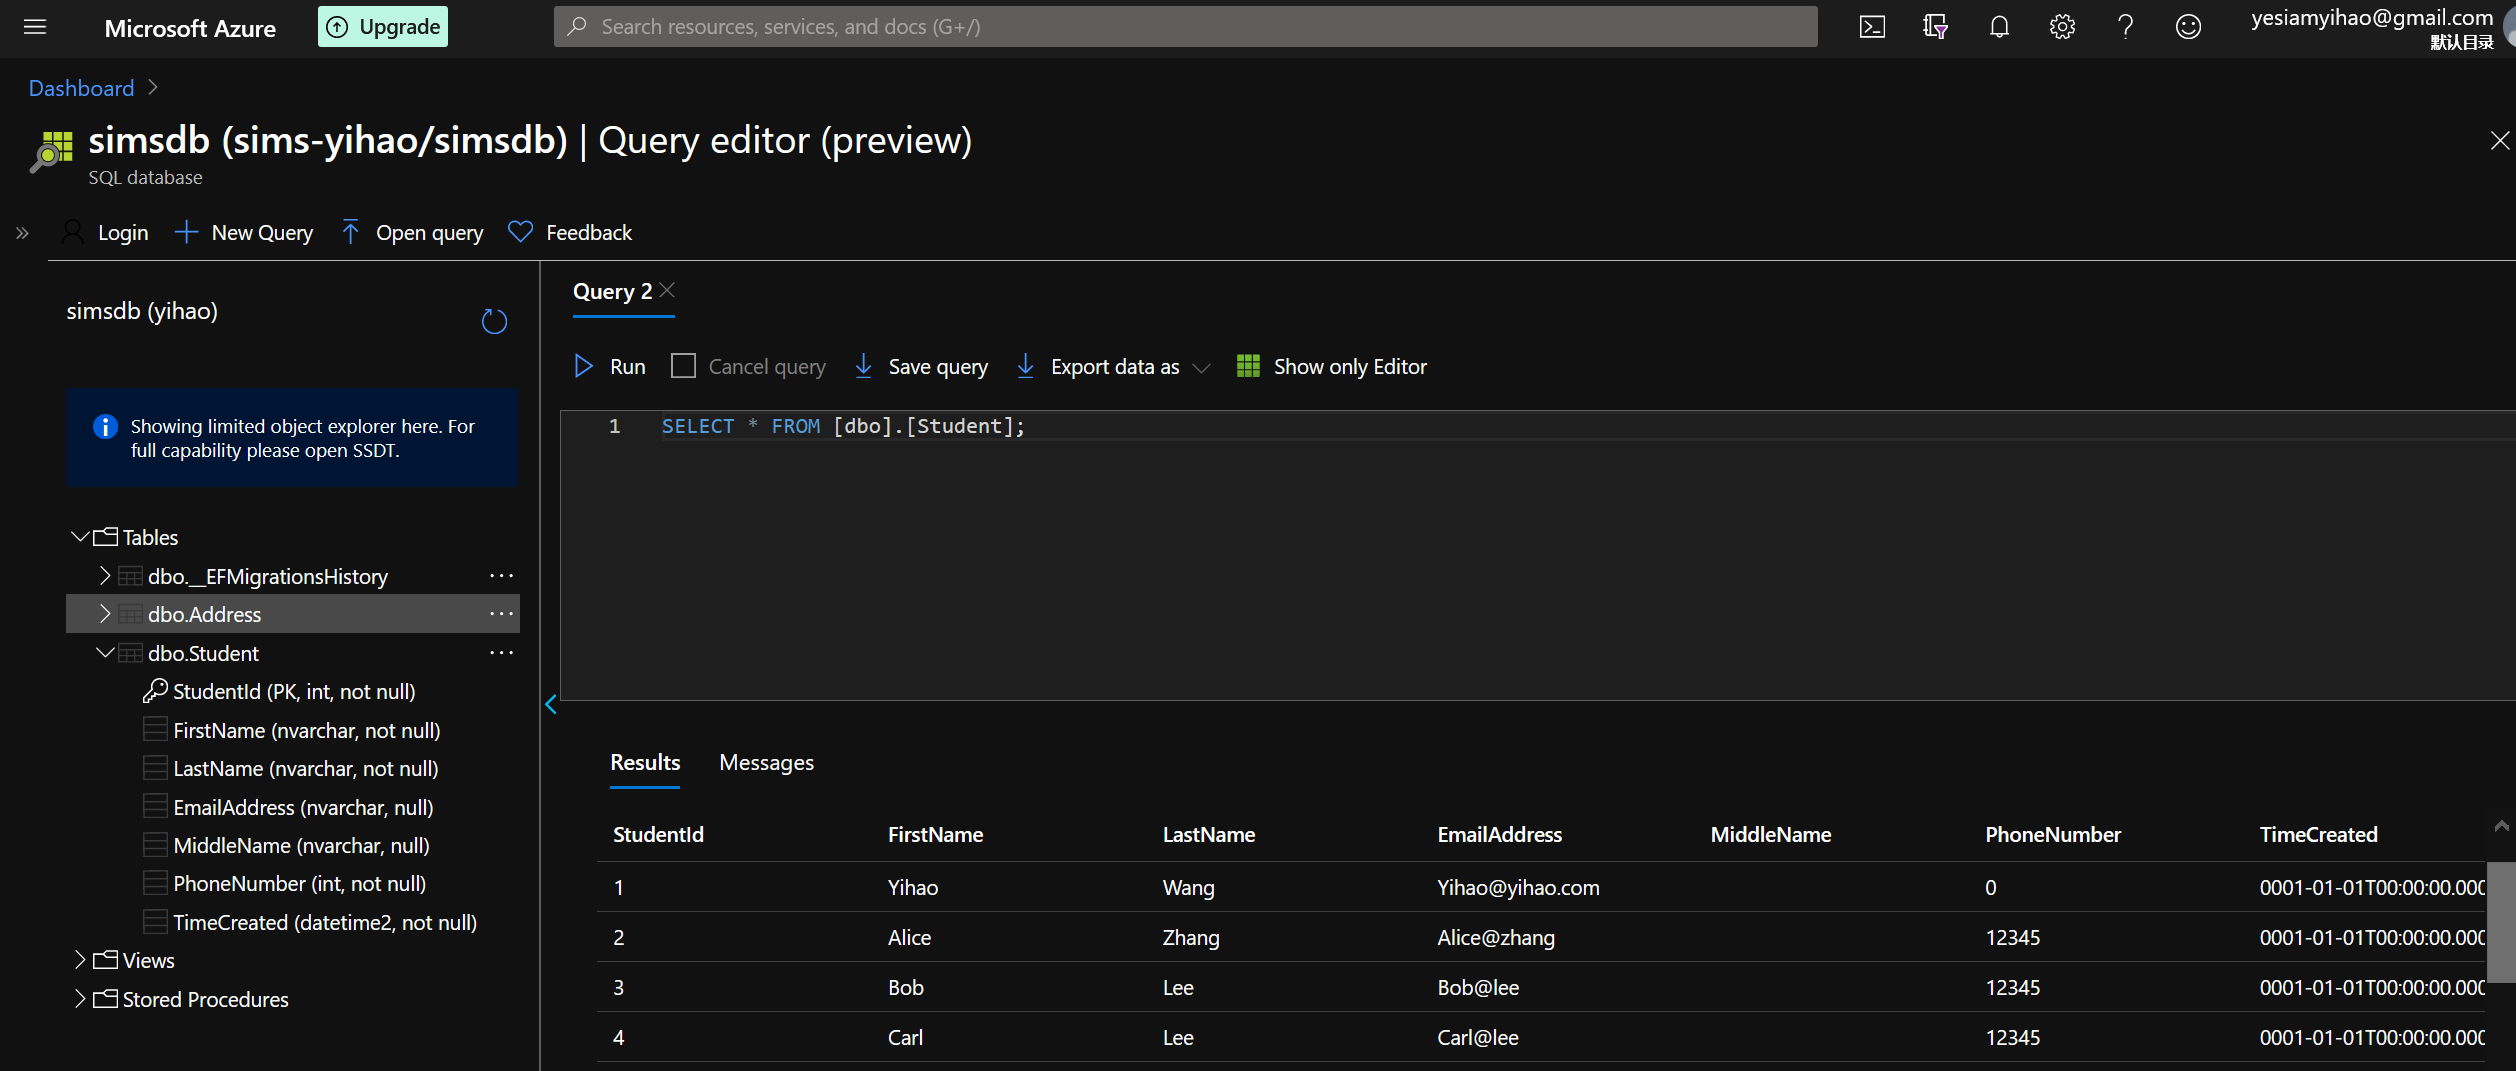 Microsoft Azure
Upgrade
Search resources, services, and docs (G+/)
yesiamyihao@gmail.com
默认目录
Dashboard
simsdb (sims-yihao/simsdb) | Query editor (preview)
SQL database
Login
New Query
Open query
Feedback
simsdb (yihao)
Showing limited object explorer here. For
full capability please open SSDT.
Tables
dbo.__EFMigrationsHistory
dbo.Address
dbo.Student
StudentId (PK, int, not null)
FirstName (nvarchar, not null)
LastName (nvarchar, not null)
EmailAddress (nvarchar, null)
MiddleName (nvarchar, null)
PhoneNumber (int, not null)
TimeCreated (datetime2, not null)
Views
Stored Procedures
Query 2
Run
Cancel query
Save query
Export data as
Show only Editor
1 SELECT * FROM [dbo].[Student];
Results
Messages
StudentId FirstName LastName EmailAddress MiddleName PhoneNumber TimeCreated
1 Yihao Wang Yihao@yihao.com 0 0001-01-01T00:00:00.000
2 Alice Zhang Alice@zhang 12345 0001-01-01T00:00:00.000
3 Bob Lee Bob@lee 12345 0001-01-01T00:00:00.000
4 Carl Lee Carl@lee 12345 0001-01-01T00:00:00.000